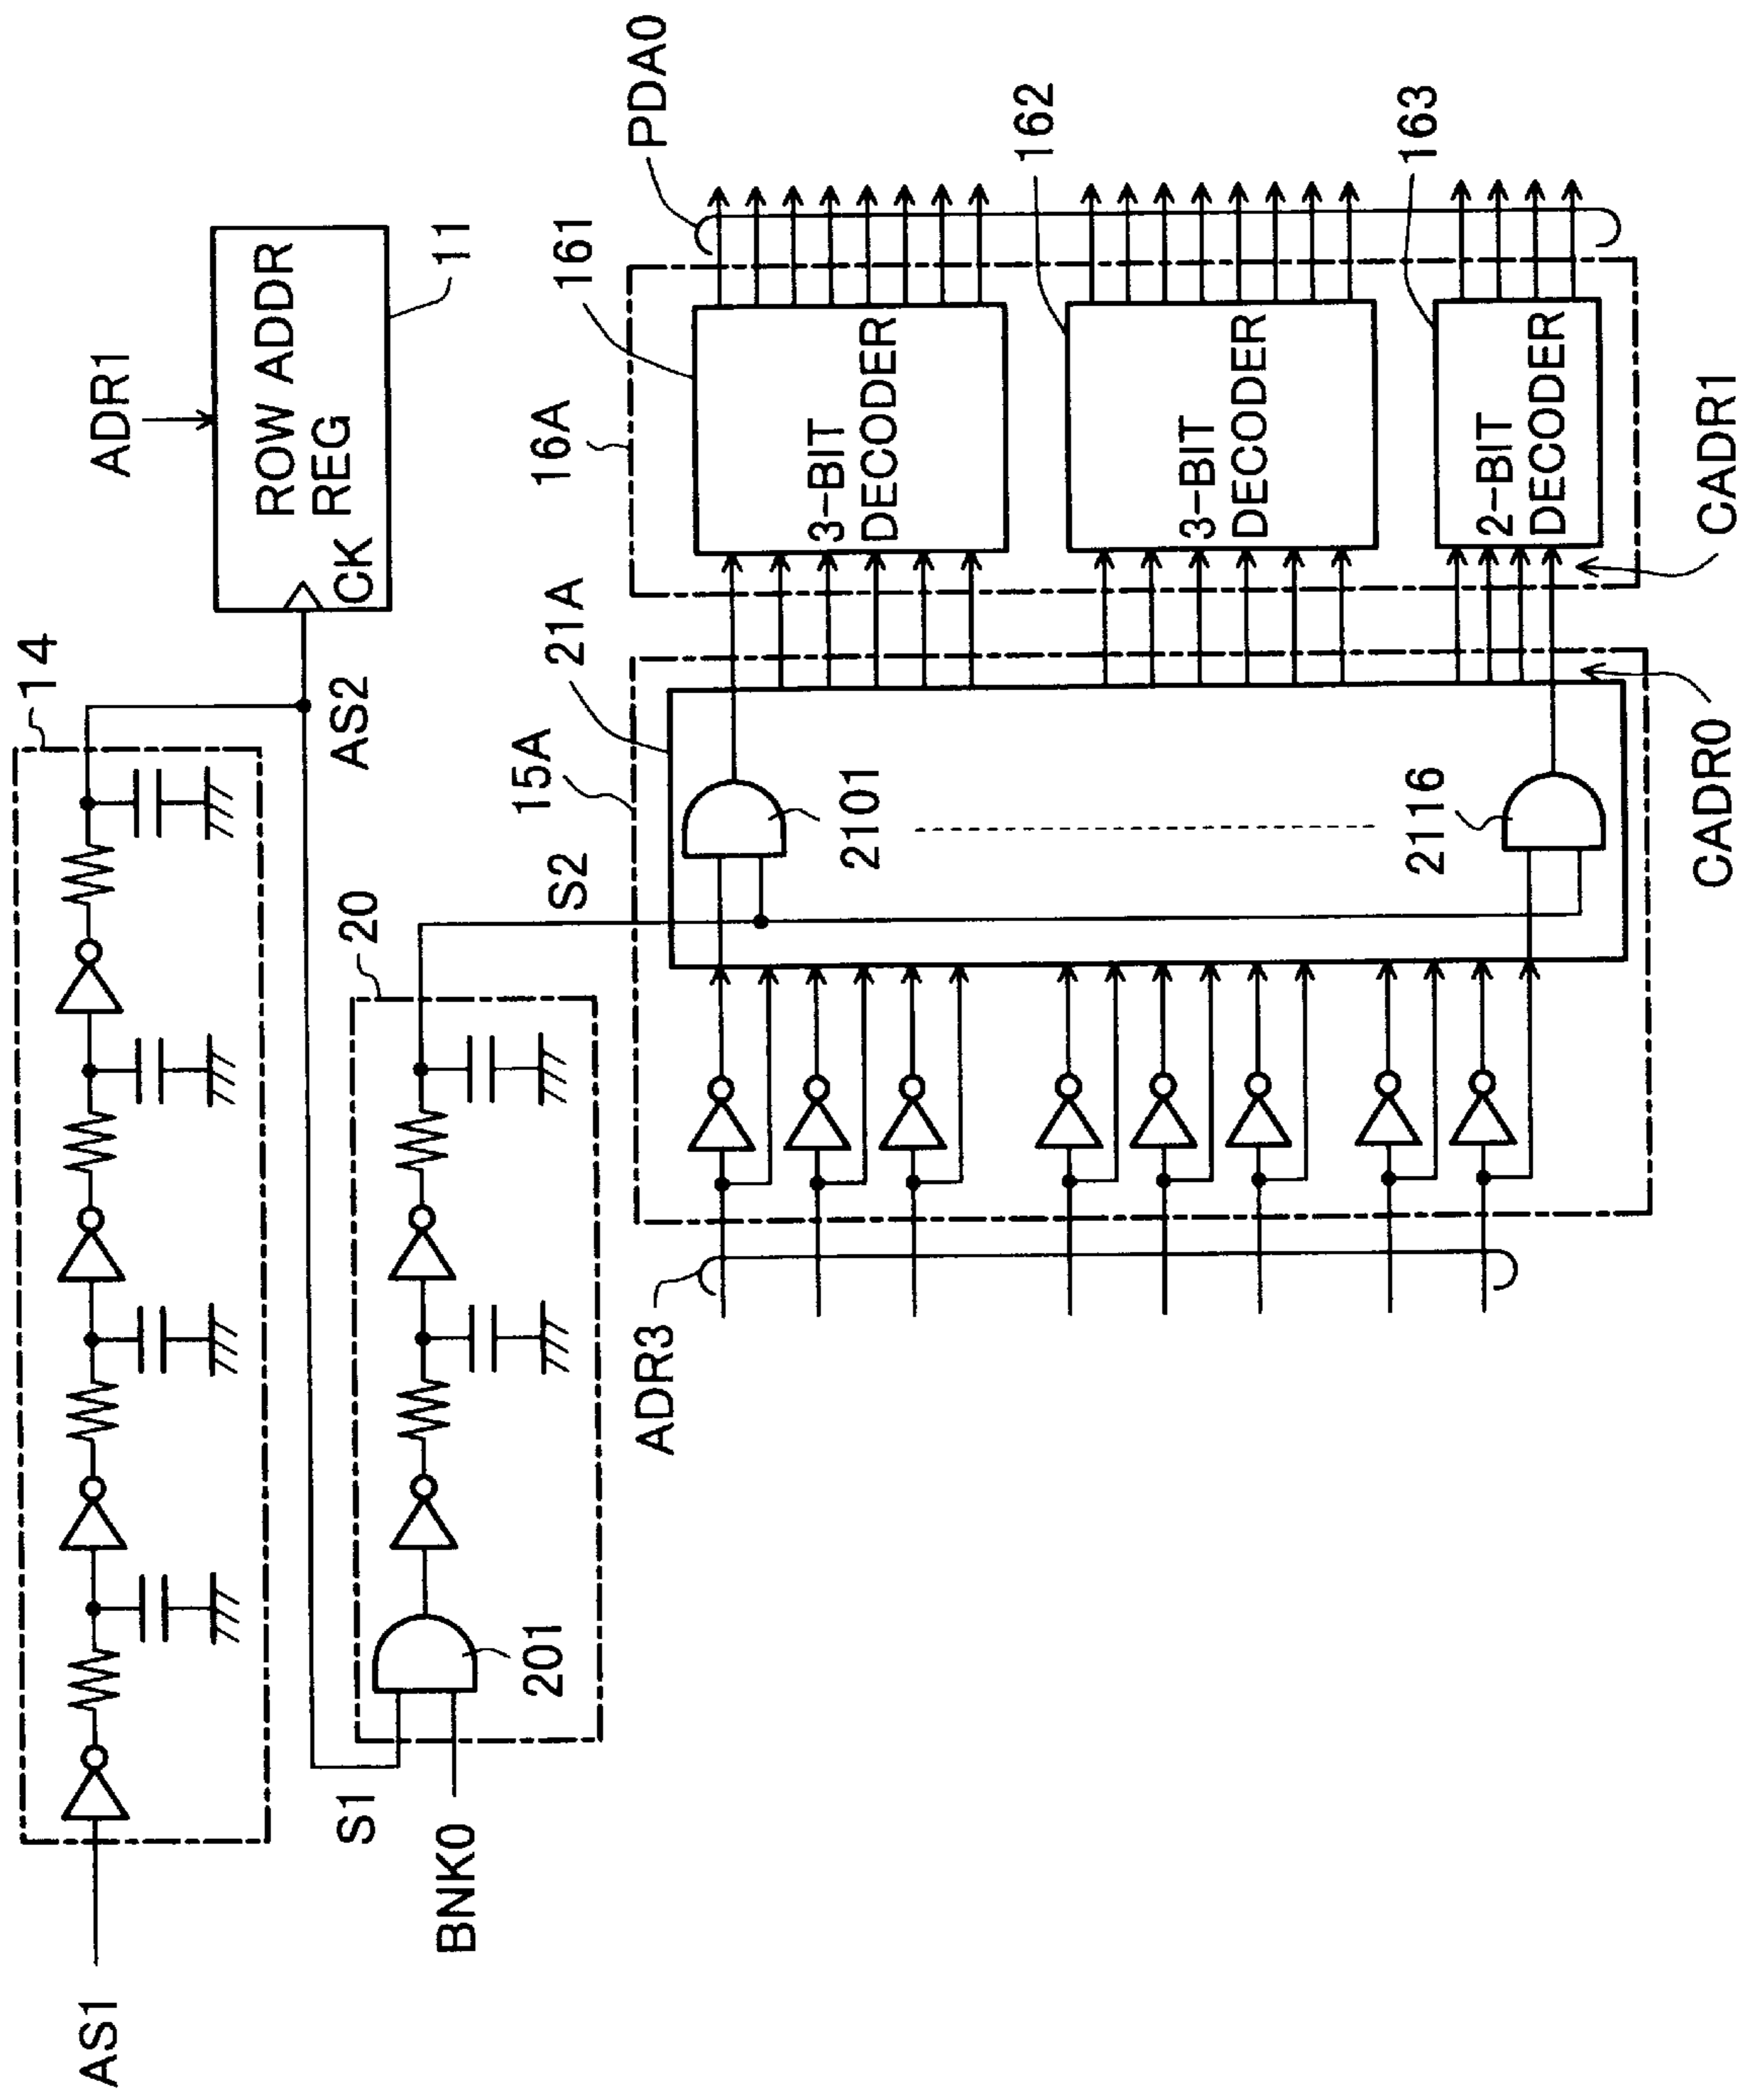 AS1
14
AS2
ADR1
ROW ADDR
REG
CK
11
S1
BNK0
201
20
S2
ADR3
15A
21A
2101
2116
CADR0
16A
161
3-BIT
DECODER
162
3-BIT
DECODER
163
2-BIT
DECODER
CADR1
PDA0